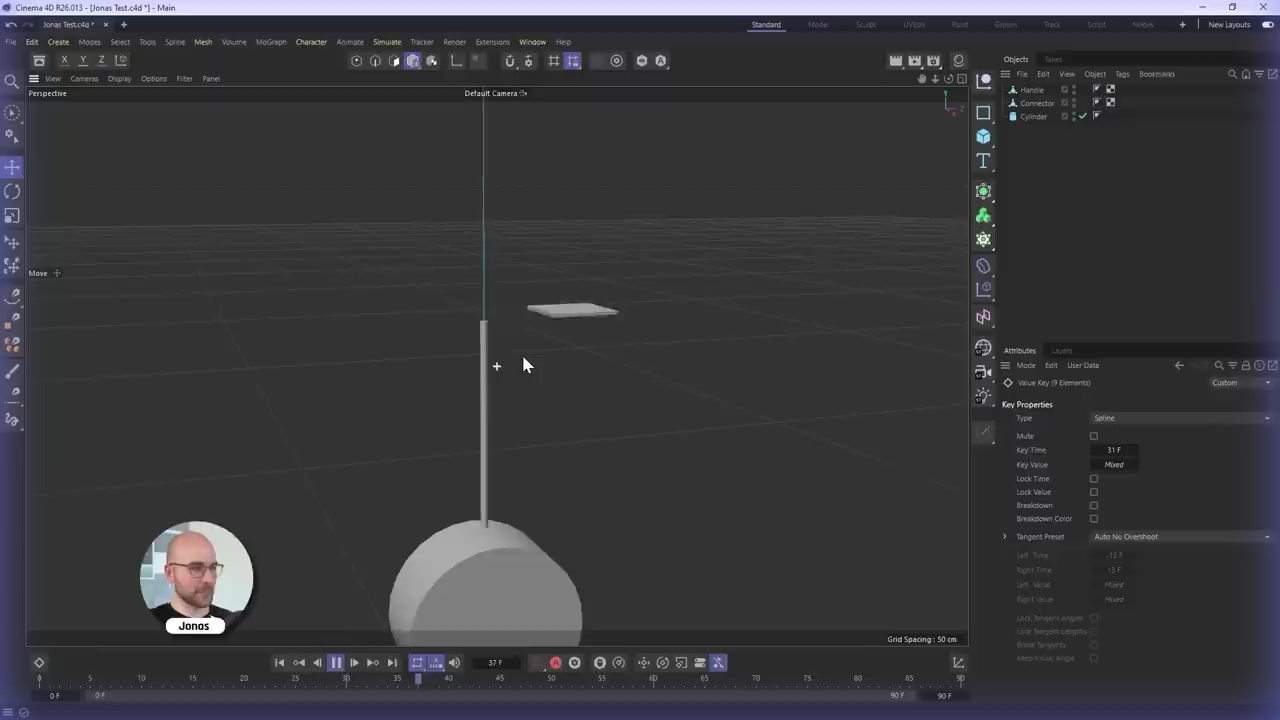 Cinema 4D R26.013 - [Jonas Test.c4d *] - Main
Jonas Test.c4d *
Standard
Model
Sculpt
UVEdit
Paint
Groom
Track
Script
Nodes
New Layouts
File Edit Create Modes Select Tools Spline Mesh Volume MoGraph Character Animate Simulate Tracker Render Extensions Window Help
Objects Takes
View Cameras Display Options Filter Panel
File Edit View Object Tags Bookmarks
Perspective
Default Camera
Y
Handle
Connector
Cylinder
Move
Attributes Layers
Mode Edit User Data
Value Key (9 Elements)
Custom
Key Properties
Type Spline
Mute
Key Time 31 F
Key Value Mixed
Lock Time
Lock Value
Breakdown
Breakdown Color
Tangent Preset Auto No Overshoot
Left Time -13 F
Right Time 13 F
Left Value Mixed
Right Value Mixed
Lock Tangent Angles
Lock Tangent Lengths
Break Tangents
Keep Visual Angle
Jonas
Grid Spacing : 50 cm
37 F
0 5 10 15 20 25 30 35 40 45 50 55 60 65 70 75 80 85 90
0 F 0 F 90 F 90 F